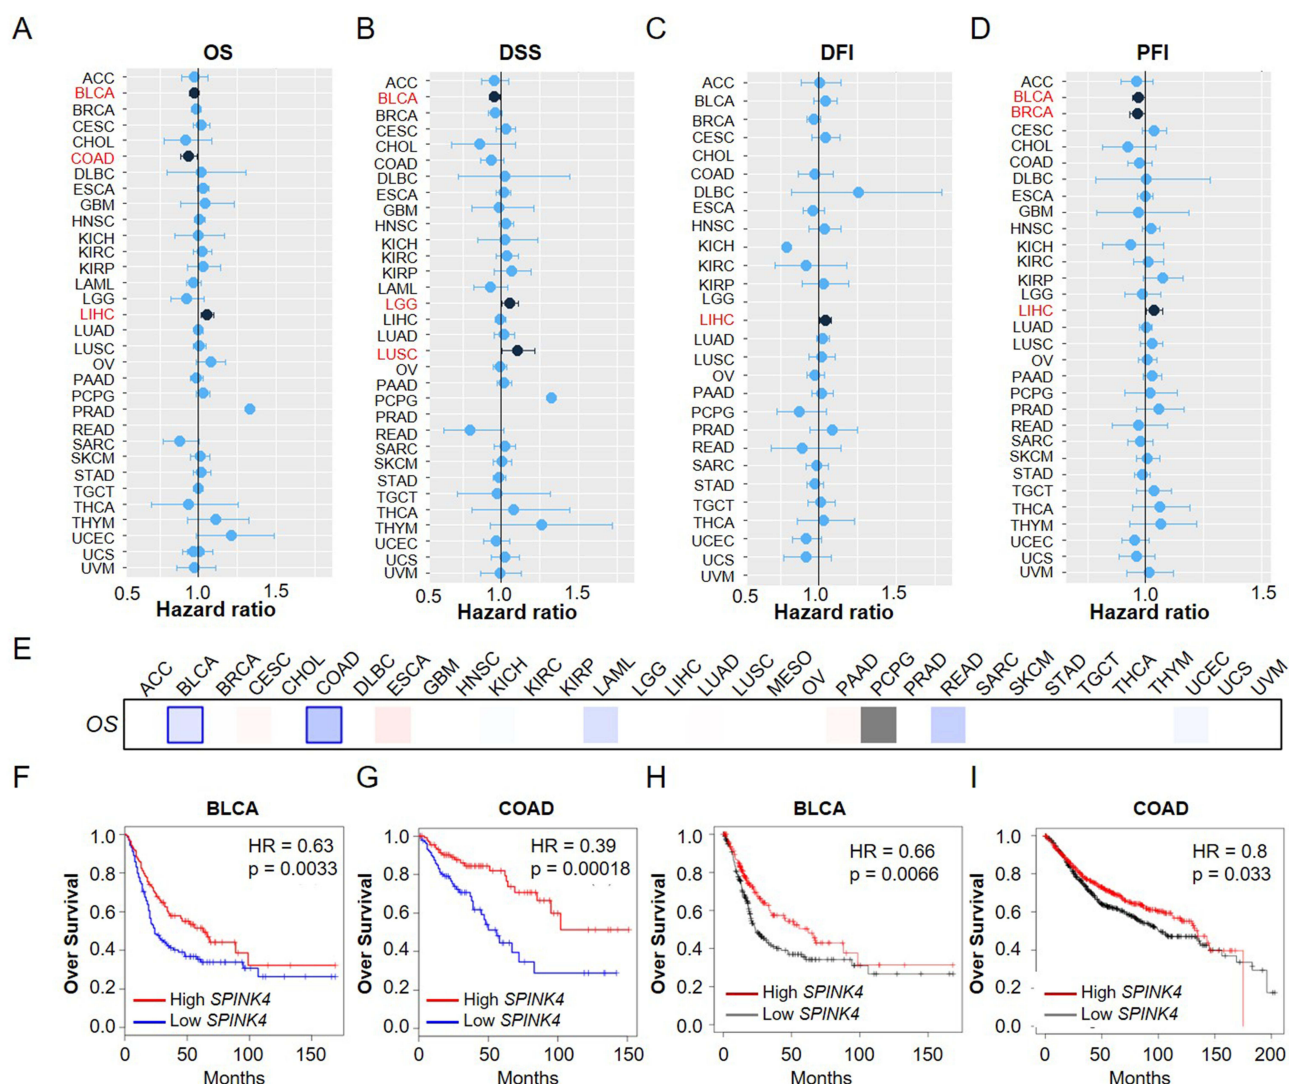 A
OS
ACC
BLCA
BRCA
CESC
CHOL
COAD
DLBC
ESCA
GBM
HNSC
KICH
KIRC
KIRP
LAML
LGG
LIHC
LUAD
LUSC
OV
PAAD
PCPG
PRAD
READ
SARC
SKCM
STAD
TGCT
THCA
THYM
UCEC
UCS
UVM
0.5 1.0 1.5
Hazard ratio
B
DSS
ACC
BLCA
BRCA
CESC
CHOL
COAD
DLBC
ESCA
GBM
HNSC
KICH
KIRC
KIRP
LAML
LGG
LIHC
LUAD
LUSC
OV
PAAD
PCPG
PRAD
READ
SARC
SKCM
STAD
TGCT
THCA
THYM
UCEC
UCS
UVM
0.5 1.0 1.5
Hazard ratio
C
DFI
ACC
BLCA
BRCA
CESC
CHOL
COAD
DLBC
ESCA
HNSC
KICH
KIRC
KIRP
LGG
LIHC
LUAD
LUSC
OV
PAAD
PCPG
PRAD
READ
SARC
STAD
TGCT
THCA
UCEC
UCS
UVM
0.5 1.0 1.5
Hazard ratio
D
PFI
ACC
BLCA
BRCA
CESC
CHOL
COAD
DLBC
ESCA
GBM
HNSC
KICH
KIRC
KIRP
LGG
LIHC
LUAD
LUSC
OV
PAAD
PCPG
PRAD
READ
SARC
SKCM
STAD
TGCT
THCA
THYM
UCEC
UCS
UVM
1.0 1.5
Hazard ratio
E
ACC BLCA BRCA CESC CHOL COAD DLBC ESCA GBM HNSC KICH KIRC KIRP LAML LGG LIHC LUAD LUSC MESO OV PAAD PCPG PRAD READ SARC SKCM STAD TGCT THCA THYM UCEC UCS UVM
OS
F
BLCA
HR = 0.63
p = 0.0033
Over Survival
1.0
0.8
0.6
0.4
0.2
0.0
High SPINK4
Low SPINK4
0 50 100 150
Months
G
COAD
HR = 0.39
p = 0.00018
Over Survival
1.0
0.8
0.6
0.4
0.2
0.0
High SPINK4
Low SPINK4
0 50 100 150
Months
H
BLCA
HR = 0.66
p = 0.0066
Over Survival
1.0
0.8
0.6
0.4
0.2
0.0
High SPINK4
Low SPINK4
0 50 100 150
Months
I
COAD
HR = 0.8
p = 0.033
Over Survival
1.0
0.8
0.6
0.4
0.2
0.0
High SPINK4
Low SPINK4
0 50 100 150 200
Months